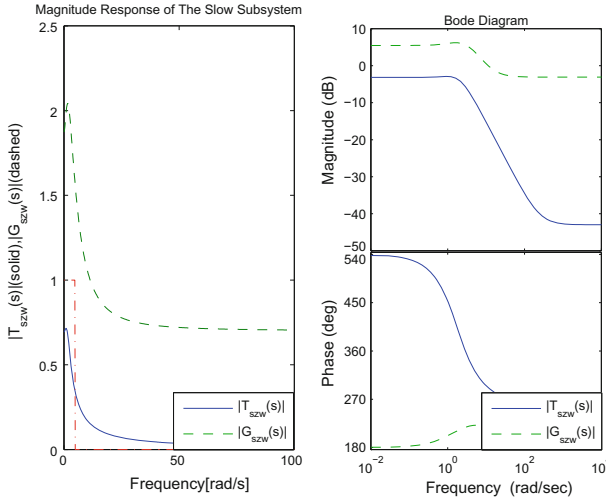 Magnitude Response of The Slow Subsystem
|T_szw(s)|(solid),|G_szw(s)|(dashed)
2.5
2
1.5
1
0.5
0
0
50
100
Frequency[rad/s]
|T_szw(s)|
|G_szw(s)|
Bode Diagram
Magnitude (dB)
10
0
−10
−20
−30
−40
−50
Phase (deg)
540
450
360
270
180
10^−2
10^0
10^2
10^4
Frequency (rad/sec)
|T_szw(s)|
|G_szw(s)|